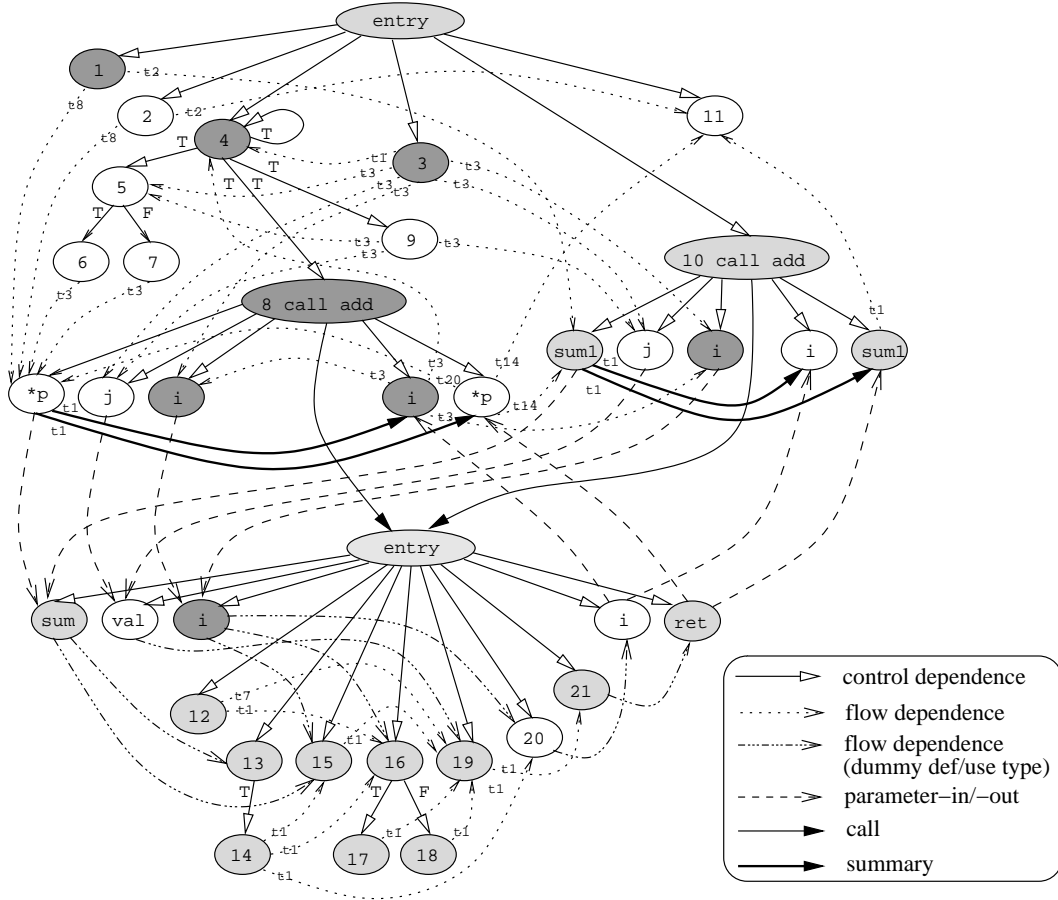 entry
1
t2
t8
2
t2
t8
11
4
T
T
T
T
T
t1
t3
t3
t3
3
t3
t3
5
T
F
6
7
t3
t3
9
t3
t3
t3
10 call add
8 call add
t1
t3
t3
t20
t14
sum1
t1
t1
j
i
i
sum1
*p
t1
t1
j
i
i
t3
*p
t14
entry
sum
val
i
i
ret
12
t7
t1
21
13
T
15
t1
16
T
F
19
t1
20
14
t1
t1
t1
17
t1
18
t1
control dependence
flow dependence
flow dependence
(dummy def/use type)
parameter−in/−out
call
summary